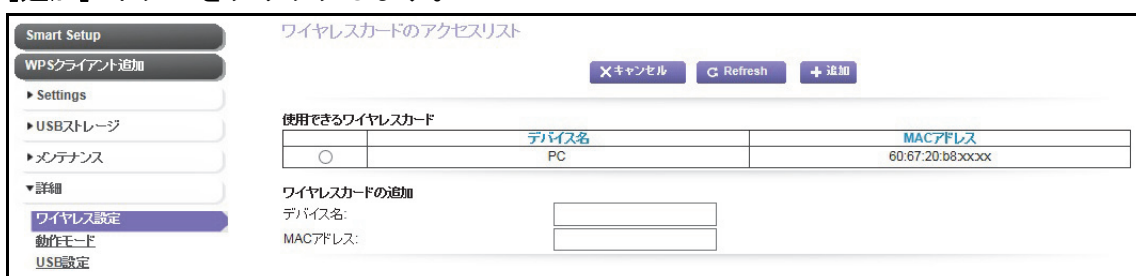 Smart Setup
WPSクライアント追加
▶ Settings
▶ USBストレージ
▶ メンテナンス
▼ 詳細
ワイヤレス設定
動作モード
USB設定
ワイヤレスカードのアクセスリスト
キャンセル
Refresh
追加
使用できるワイヤレスカード
デバイス名 MACアドレス
PC 60:67:20:b8:xx:xx
ワイヤレスカードの追加
デバイス名:
MACアドレス: